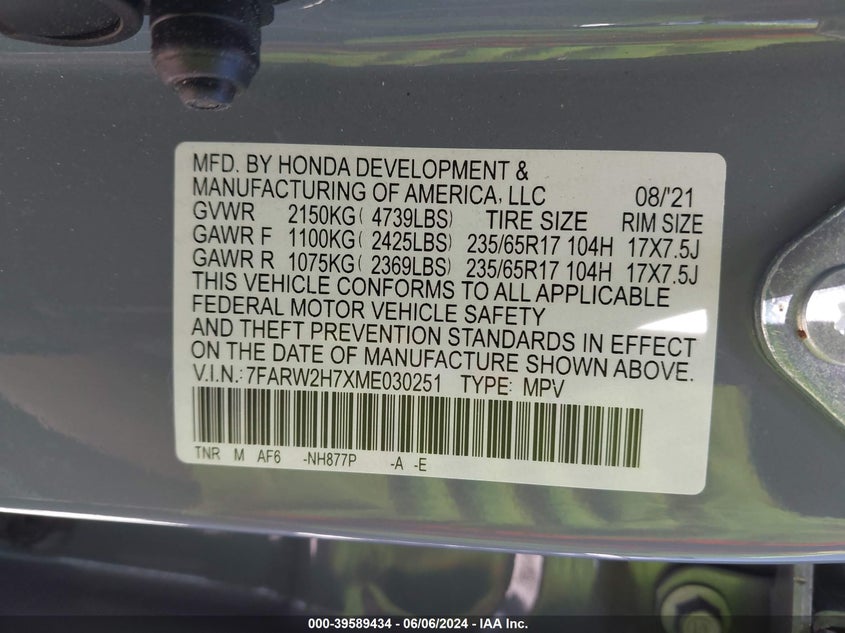 MFD. BY HONDA DEVELOPMENT &
MANUFACTURING OF AMERICA, LLC 08/'21
GVWR 2150KG( 4739LBS) TIRE SIZE RIM SIZE
GAWR F 1100KG( 2425LBS) 235/65R17 104H 17X7.5J
GAWR R 1075KG( 2369LBS) 235/65R17 104H 17X7.5J
THIS VEHICLE CONFORMS TO ALL APPLICABLE
FEDERAL MOTOR VEHICLE SAFETY
AND THEFT PREVENTION STANDARDS IN EFFECT
ON THE DATE OF MANUFACTURE SHOWN ABOVE.
V.I.N.:7FARW2H7XME030251 TYPE: MPV
TNR M AF6 -NH877P -A -E
000-39589434 - 06/06/2024 - IAA Inc.